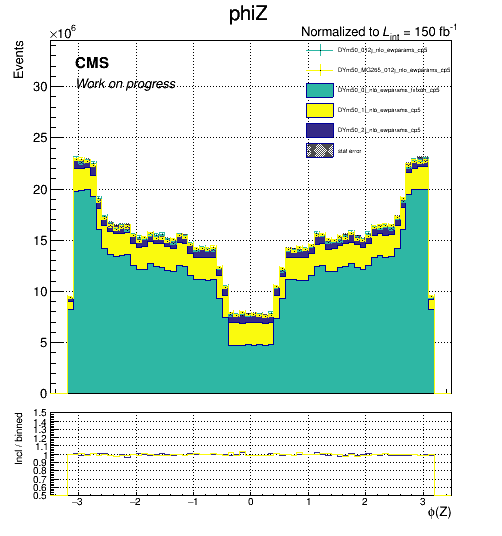 phiZ
Normalized to L_int = 150 fb⁻¹
×10⁶
Events
CMS
Work on progress
DYm50_012j_nlo_ewparams_cp5
DYm50_MG265_012j_nlo_ewparams_cp5
DYm50_1j_nlo_ewparams_cp5
DYm50_2j_nlo_ewparams_cp5
stat error
30
25
20
15
10
5
0
Incl / binned
1.5
1.4
1.3
1.2
1.1
1
0.9
0.8
0.7
0.6
0.5
−3 −2 −1 0 1 2 3
ϕ(Z)